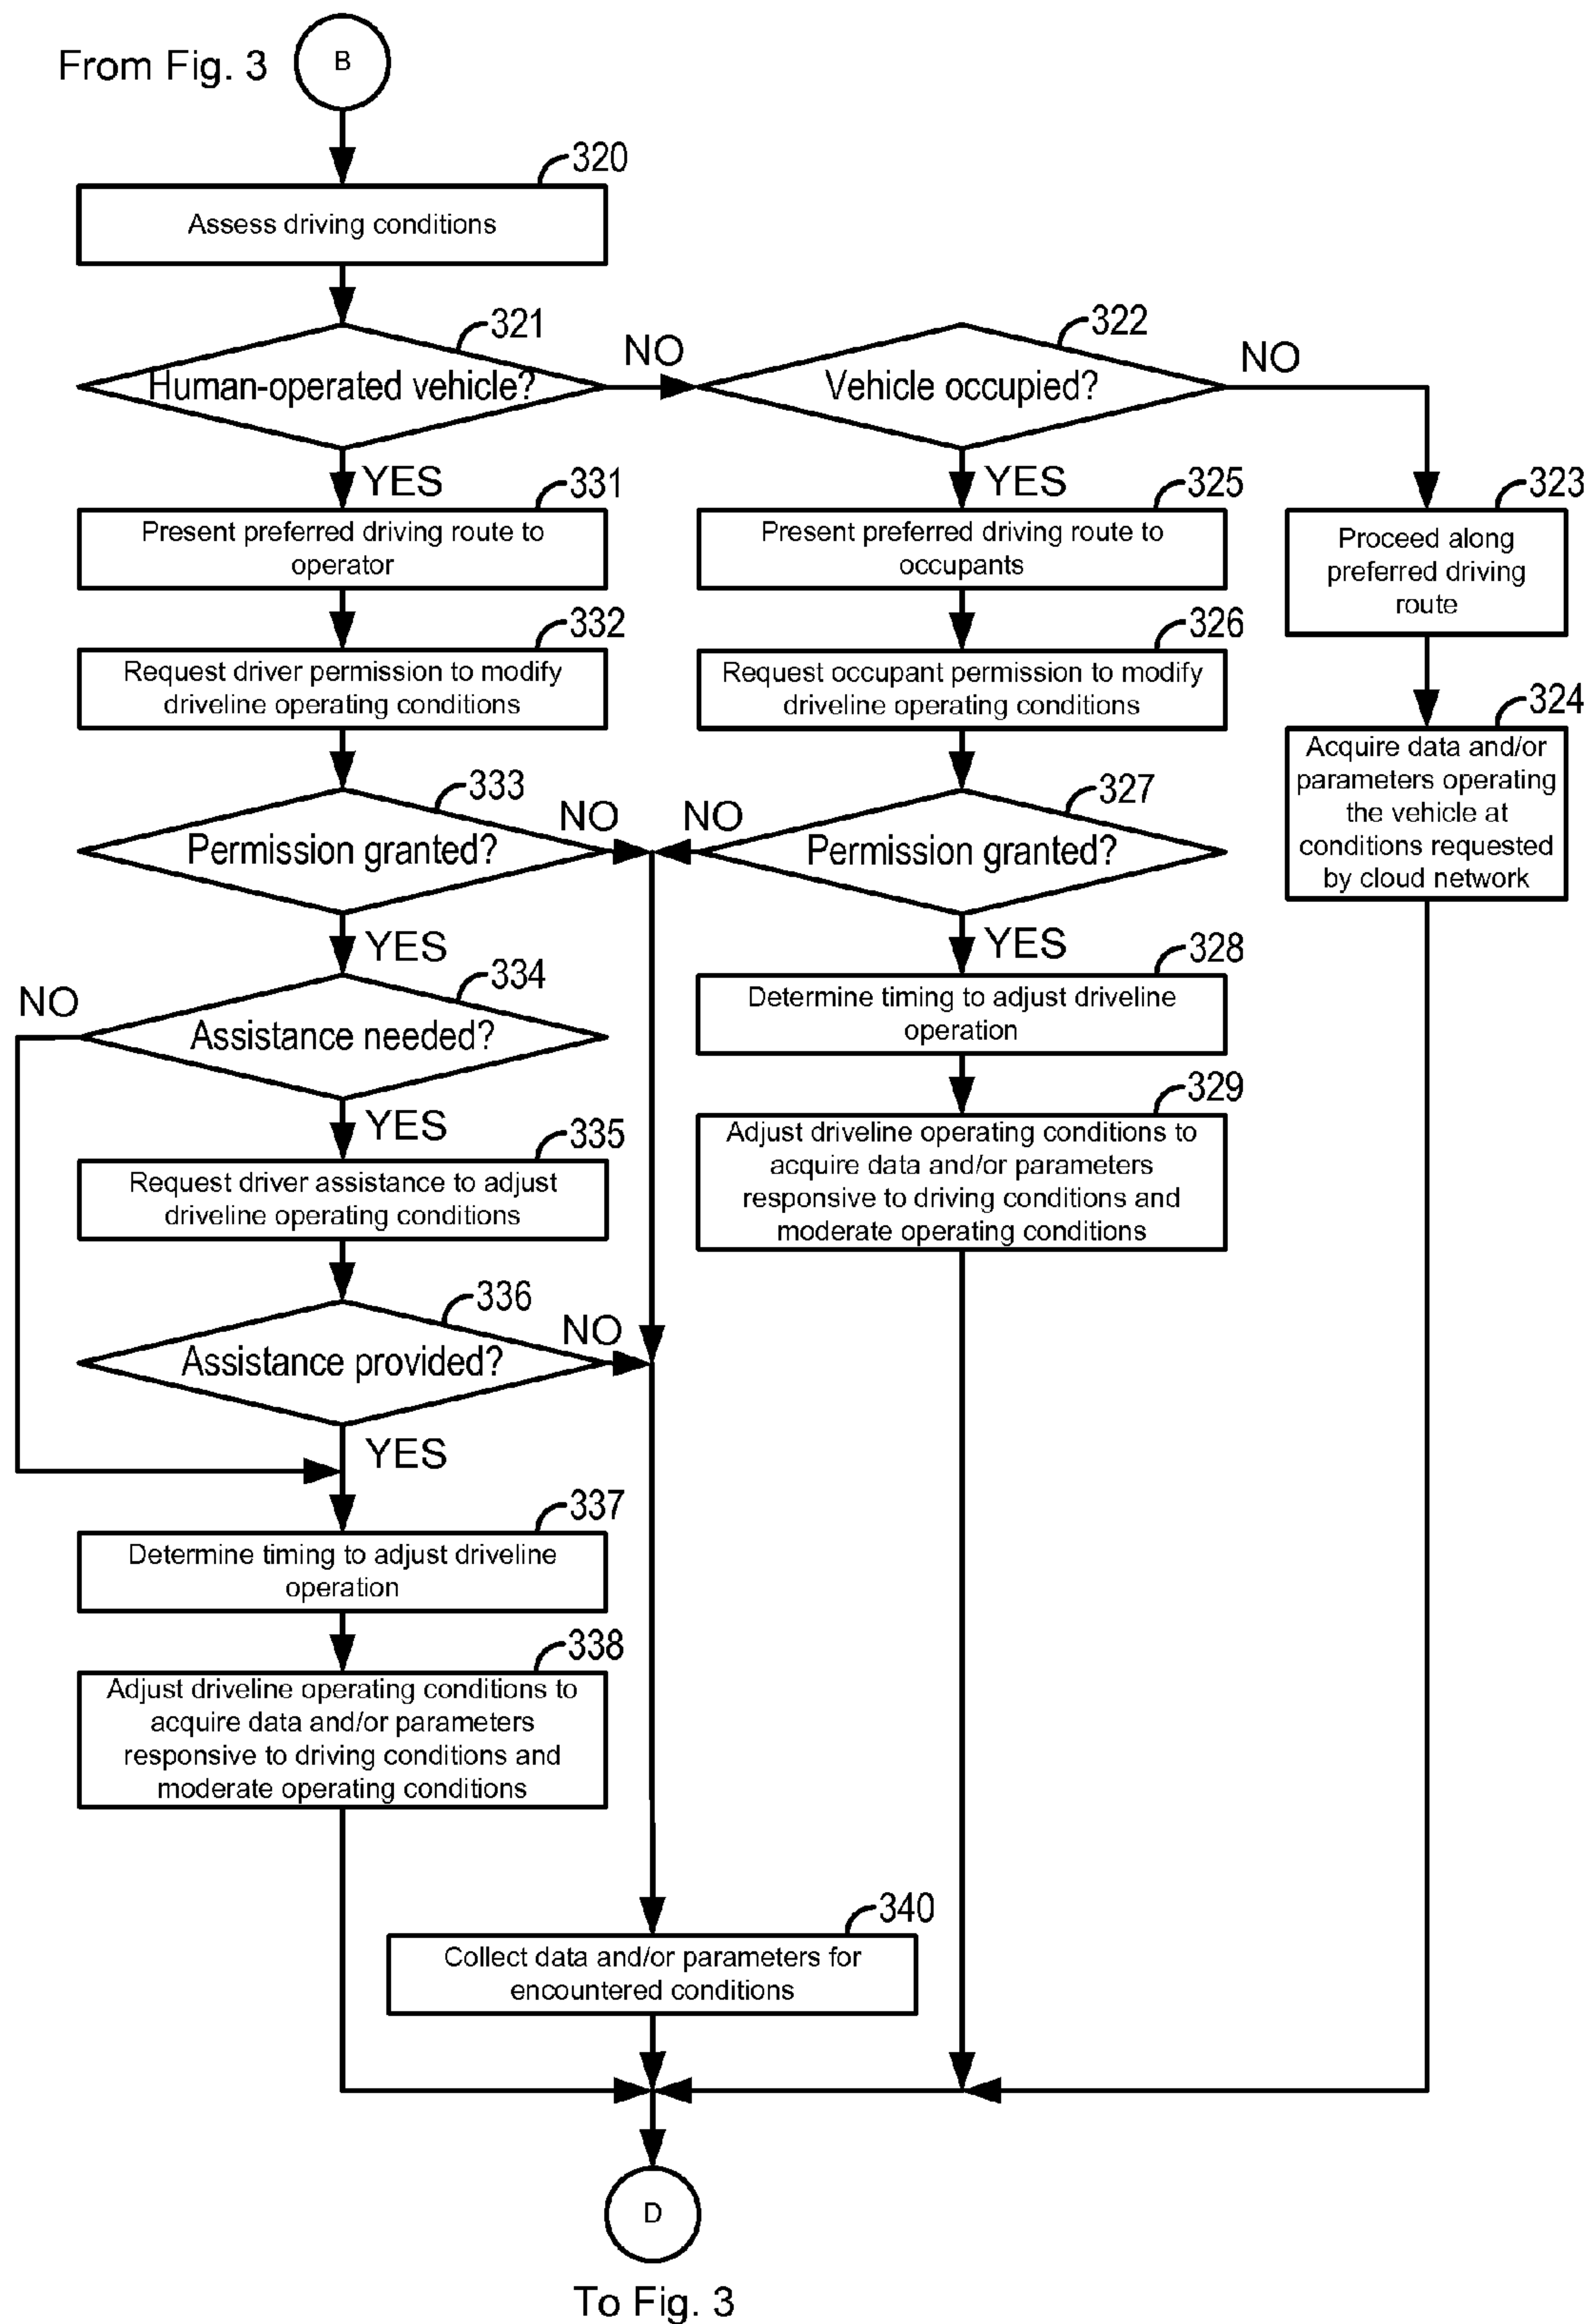 From Fig. 3
B
320
Assess driving conditions
321
Human-operated vehicle?
NO
322
Vehicle occupied?
NO
YES
331
Present preferred driving route to
operator
YES
325
Present preferred driving route to
occupants
323
Proceed along
preferred driving
route
332
Request driver permission to modify
driveline operating conditions
326
Request occupant permission to modify
driveline operating conditions
324
Acquire data and/or
parameters operating
the vehicle at
conditions requested
by cloud network
333
Permission granted?
NO
NO
327
Permission granted?
YES
334
NO
Assistance needed?
YES
328
Determine timing to adjust driveline
operation
YES
335
Request driver assistance to adjust
driveline operating conditions
329
Adjust driveline operating conditions to
acquire data and/or parameters
responsive to driving conditions and
moderate operating conditions
336
Assistance provided?
NO
YES
337
Determine timing to adjust driveline
operation
338
Adjust driveline operating conditions to
acquire data and/or parameters
responsive to driving conditions and
moderate operating conditions
340
Collect data and/or parameters for
encountered conditions
D
To Fig. 3